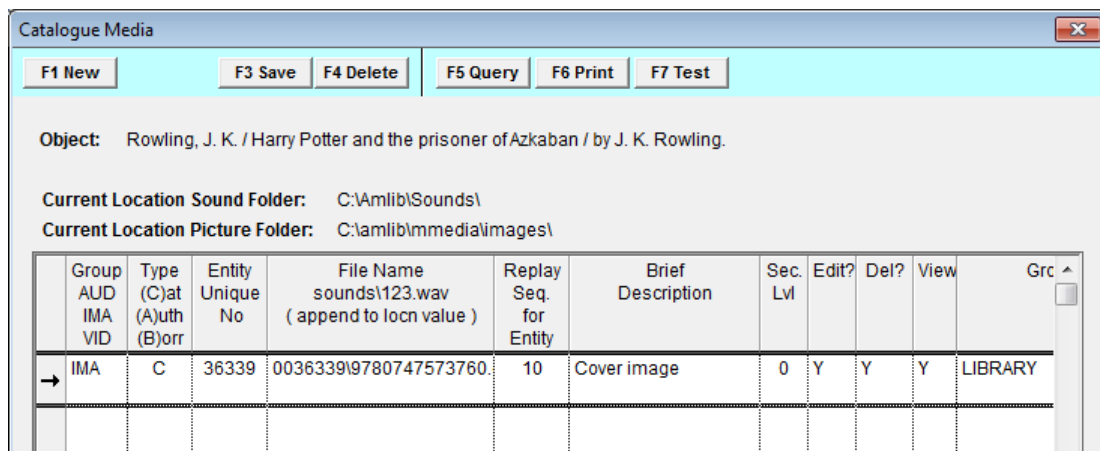 Catalogue Media
F1 New F3 Save F4 Delete F5 Query F6 Print F7 Test
Object: Rowling, J. K. / Harry Potter and the prisoner of Azkaban / by J. K. Rowling.
Current Location Sound Folder: C:\Amlib\Sounds\
Current Location Picture Folder: C:\amlib\mmedia\images\
Group Type Entity File Name Replay Brief Sec. Edit? Del? View Grc
AUD (C)at Unique sounds\123.wav Seq. Description Lvl
IMA (A)uth No ( append to locn value ) for
VID (B)orr Entity
IMA C 36339 0036339\9780747573760. 10 Cover image 0 Y Y Y LIBRARY